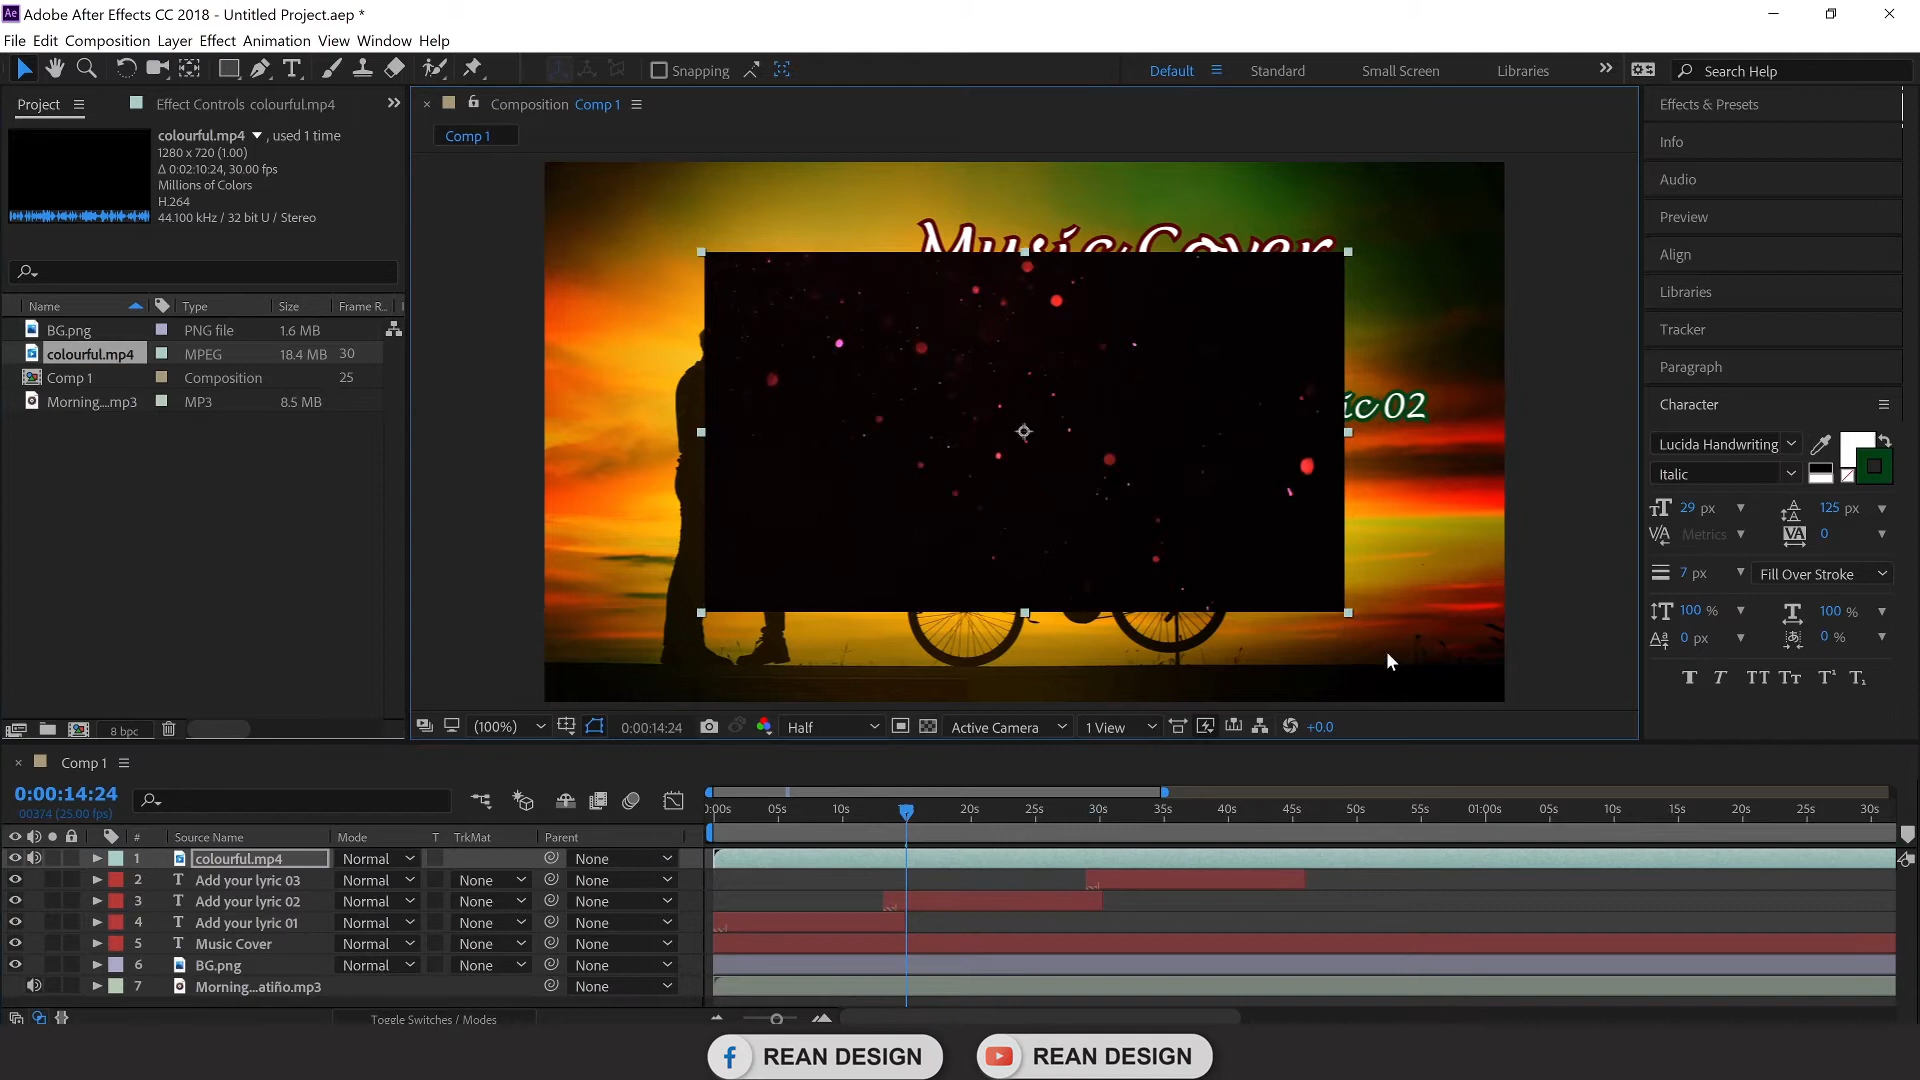 Ae Adobe After Effects CC 2018 - Untitled Project.aep *
File Edit Composition Layer Effect Animation View Window Help
Snapping
Default
Standard
Small Screen
Libraries
Search Help
Project
Effect Controls colourful.mp4
colourful.mp4 , used 1 time
1280 x 720 (1.00)
Δ 0:02:10:24, 30.00 fps
Millions of Colors
H.264
44.100 kHz / 32 bit U / Stereo
Name Type Size Frame R...
BG.png PNG file 1.6 MB
colourful.mp4 MPEG 18.4 MB 30
Comp 1 Composition 25
Morning....mp3 MP3 8.5 MB
8 bpc
Composition Comp 1
Comp 1
Music Cover
ic 02
(100%) 0:00:14:24 Half Active Camera 1 View +0.0
Effects & Presets
Info
Audio
Preview
Align
Libraries
Tracker
Paragraph
Character
Lucida Handwriting
Italic
29 px 125 px
Metrics 0
7 px Fill Over Stroke
100 % 100 %
0 px 0 %
T T TT Tt T¹ T₁
Comp 1
0:00:14:24
00374 (25.00 fps)
0:00s 05s 10s 20s 25s 30s 35s 40s 45s 50s 55s 01:00s 05s 10s 15s 20s 25s 30s
# Source Name Mode T TrkMat Parent
1 colourful.mp4 Normal None
2 T Add your lyric 03 Normal None None
3 T Add your lyric 02 Normal None None
4 T Add your lyric 01 Normal None None
5 T Music Cover Normal None None
6 BG.png Normal None None
7 Morning...atiño.mp3 None
Toggle Switches / Modes
f REAN DESIGN
REAN DESIGN